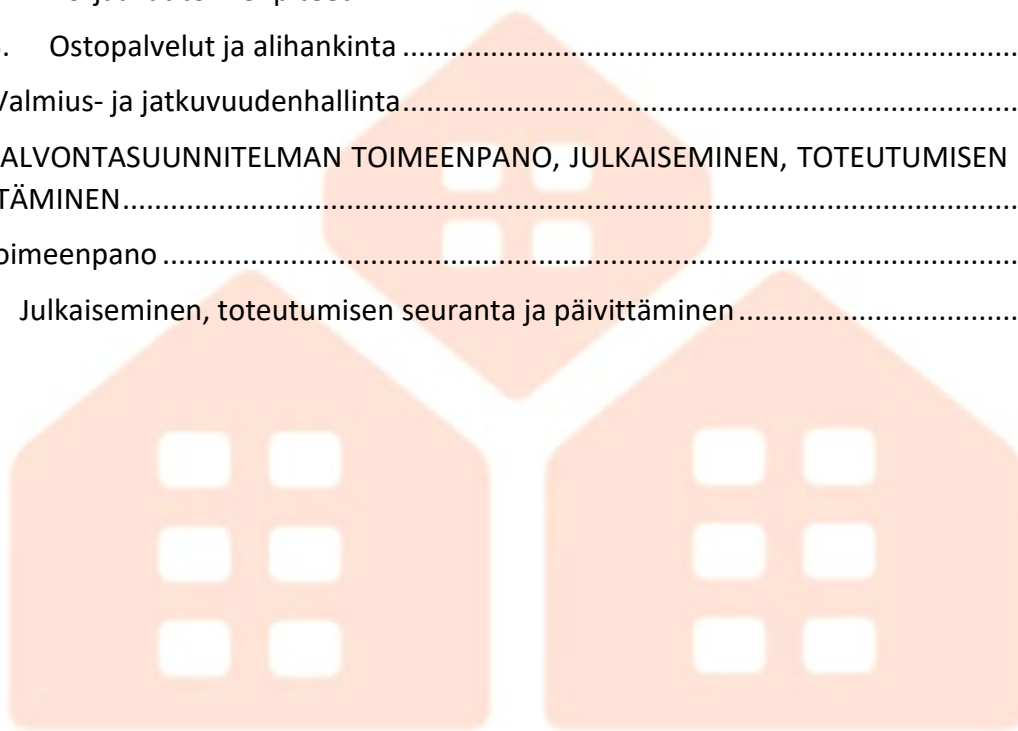 . Ostopalvelut ja alihankinta ........................................................................
Valmius- ja jatkuvuudenhallinta........................................................................
ALVONTASUUNNITELMAN TOIMEENPANO, JULKAISEMINEN, TOTEUTUMISEN
TÄMINEN........................................................................
oimeenpano ........................................................................
Julkaiseminen, toteutumisen seuranta ja päivittäminen ........................................